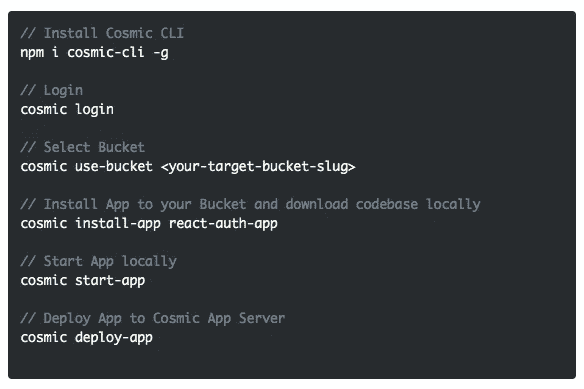 // Install Cosmic CLI
npm i cosmic-cli -g
// Login
cosmic login
// Select Bucket
cosmic use-bucket <your-target-bucket-slug>
// Install App to your Bucket and download codebase locally
cosmic install-app react-auth-app
// Start App locally
cosmic start-app
// Deploy App to Cosmic App Server
cosmic deploy-app